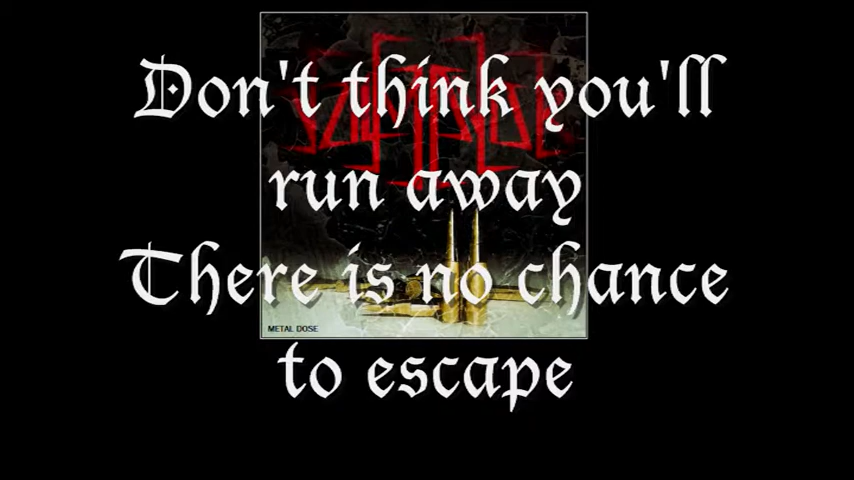 Don't think you'll
run away
There is no chance
to escape
METAL DOSE